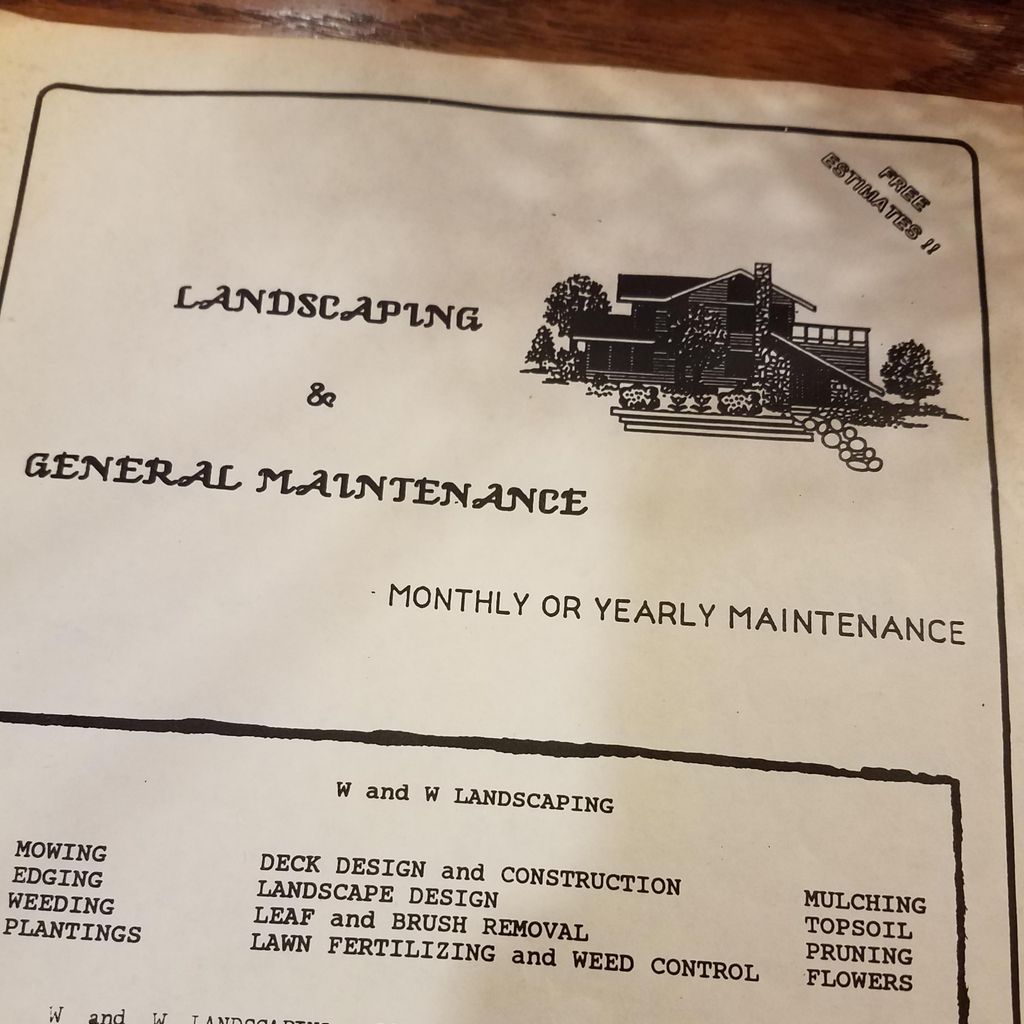 FREE
ESTIMATES !!
LANDSCAPING
&
GENERAL MAINTENANCE
MONTHLY OR YEARLY MAINTENANCE
W and W LANDSCAPING
MOWING
EDGING
WEEDING
PLANTINGS
DECK DESIGN and CONSTRUCTION
LANDSCAPE DESIGN
LEAF and BRUSH REMOVAL
LAWN FERTILIZING and WEED CONTROL
MULCHING
TOPSOIL
PRUNING
FLOWERS
W and W LANDSCAPING